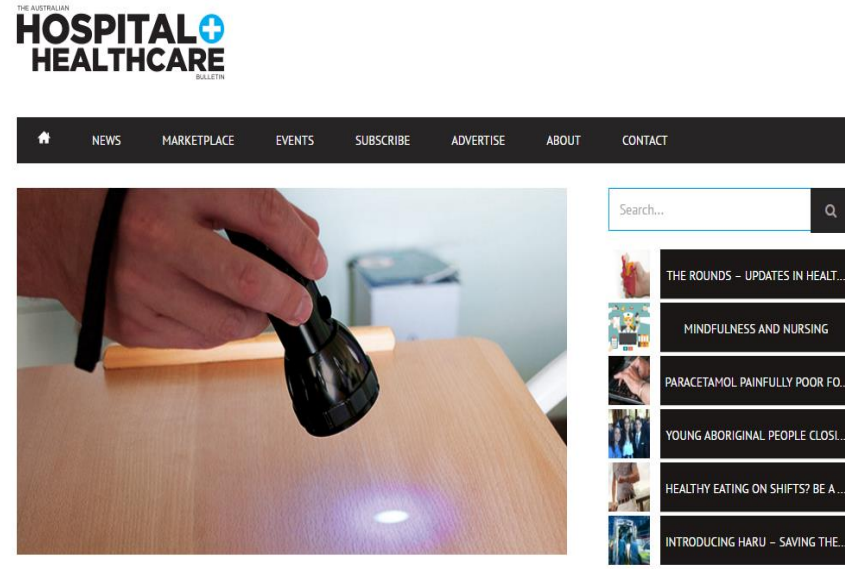 THE AUSTRALIAN
HOSPITAL+
HEALTHCARE
BULLETIN
NEWS MARKETPLACE EVENTS SUBSCRIBE ADVERTISE ABOUT CONTACT
Search...
THE ROUNDS – UPDATES IN HEALT...
MINDFULNESS AND NURSING
PARACETAMOL PAINFULLY POOR FO...
YOUNG ABORIGINAL PEOPLE CLOSI...
HEALTHY EATING ON SHIFTS? BE A ...
INTRODUCING HARU – SAVING THE...